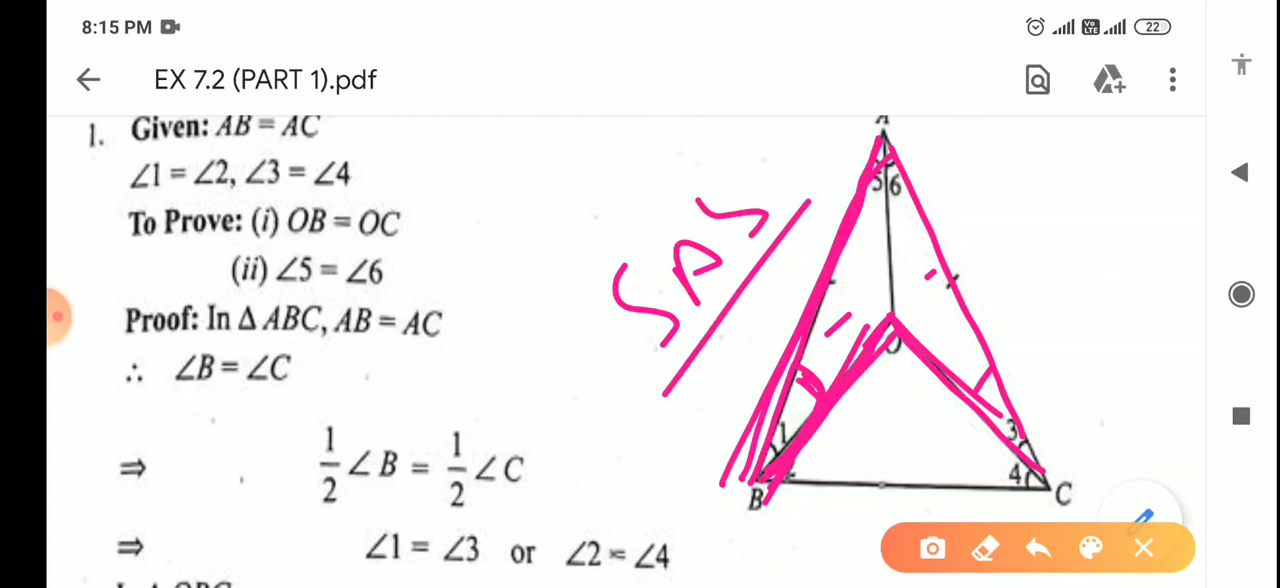 8:15 PM
Vo LTE 22
EX 7.2 (PART 1).pdf
1. Given: AB = AC
∠1 = ∠2, ∠3 = ∠4
To Prove: (i) OB = OC
(ii) ∠5 = ∠6
Proof: In Δ ABC, AB = AC
∴ ∠B = ∠C
⇒ 1/2 ∠B = 1/2 ∠C
⇒ ∠1 = ∠3 or ∠2 = ∠4
SAS
A
5 6
O
1
3
4
B
C